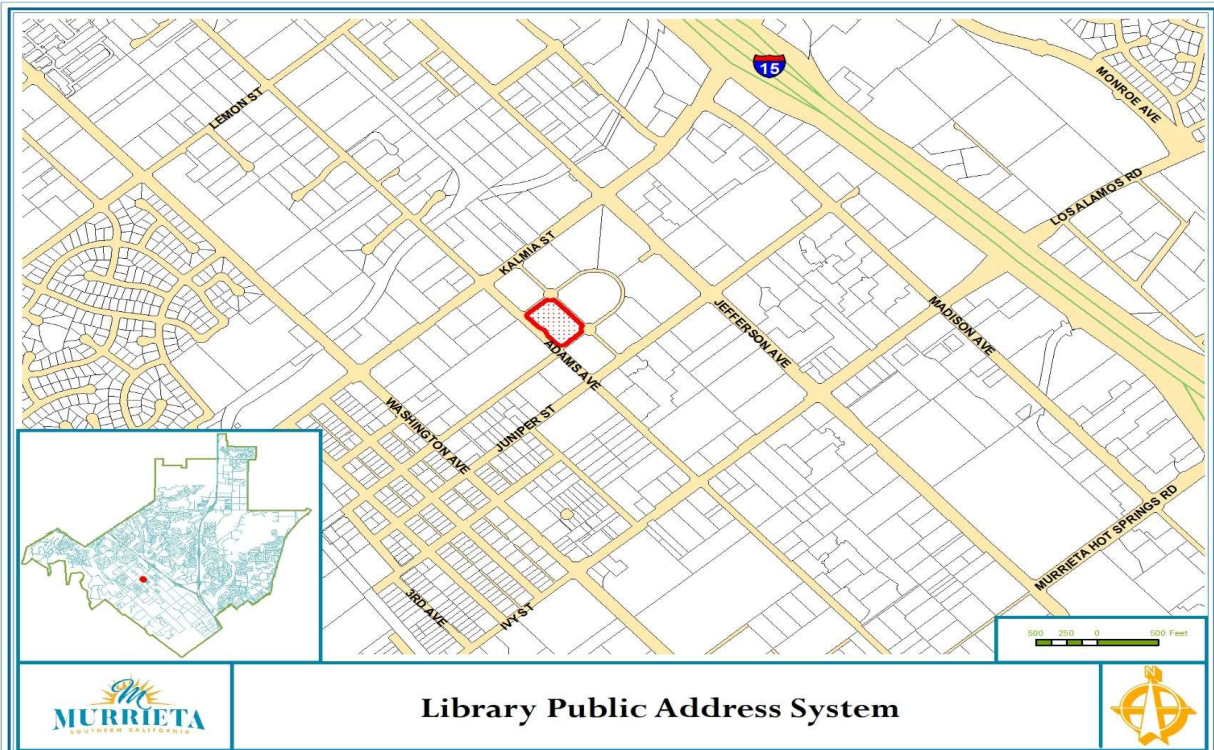 15
MONROE AVE
LEMON ST
LOS ALAMOS RD
KALMIA ST
JEFFERSON AVE
MADISON AVE
ADAMS AVE
WASHINGTON AVE
JUNIPER ST
MURRIETA HOT SPRINGS RD
3RD AVE
IVY ST
500 250 0 500 Feet
M
MURRIETA
SOUTHERN CALIFORNIA
Library Public Address System
N